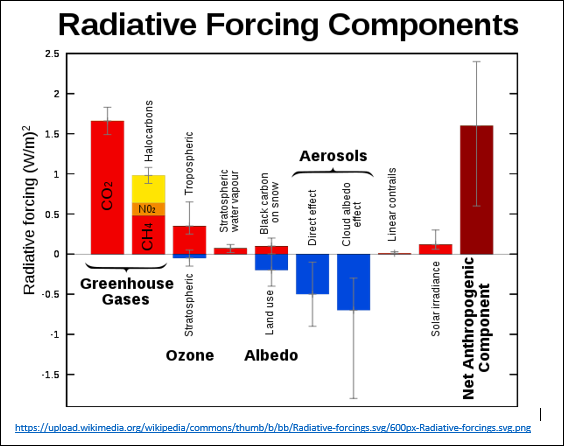 Radiative Forcing Components
Radiative forcing (W/m)²
2.5
2
1.5
1
0.5
0
-0.5
-1
-1.5
CO₂
Halocarbons
N0₂
CH₄
Greenhouse
Gases
Tropospheric
Stratospheric
Ozone
Stratospheric
water vapour
Black carbon
on snow
Land use
Albedo
Aerosols
Direct effect
Cloud albedo
effect
Linear contrails
Solar irradiance
Net Anthropogenic
Component
https://upload.wikimedia.org/wikipedia/commons/thumb/b/bb/Radiative-forcings.svg/600px-Radiative-forcings.svg.png